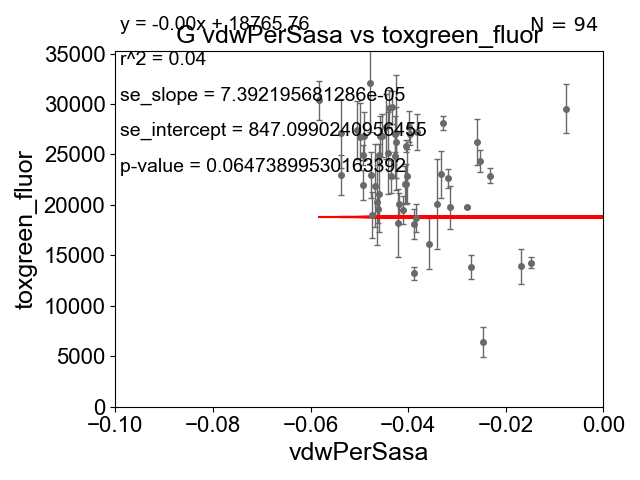 y = -0.00x + 18765.76
N = 94
G vdwPerSasa vs toxgreen_fluor
r^2 = 0.04
se_slope = 7.392195681286e-05
se_intercept = 847.0990240956455
p-value = 0.06473899530163392
35000
30000
25000
20000
15000
10000
5000
0
toxgreen_fluor
−0.10
−0.08
−0.06
−0.04
−0.02
0.00
vdwPerSasa